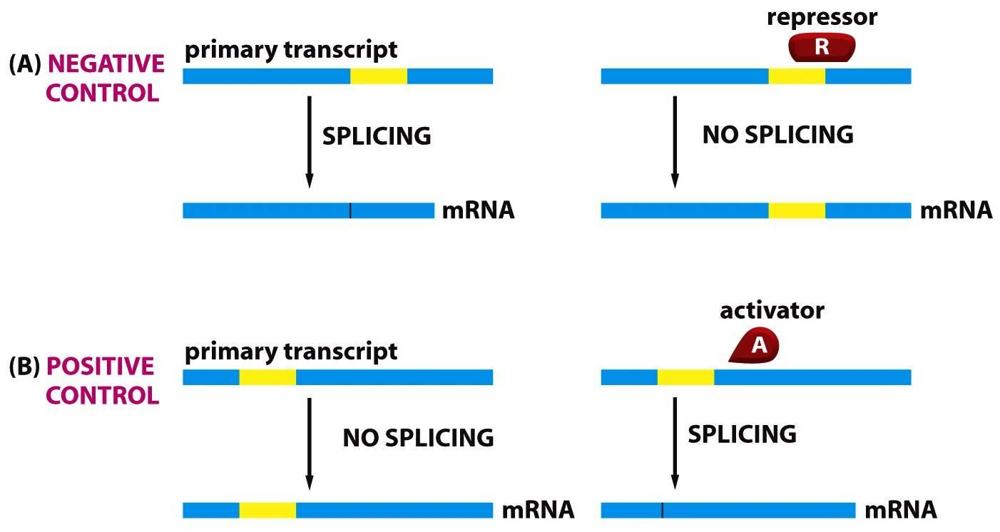 repressor
R
(A) NEGATIVE
CONTROL
primary transcript
SPLICING
NO SPLICING
mRNA
mRNA
activator
A
(B) POSITIVE
CONTROL
primary transcript
NO SPLICING
SPLICING
mRNA
mRNA